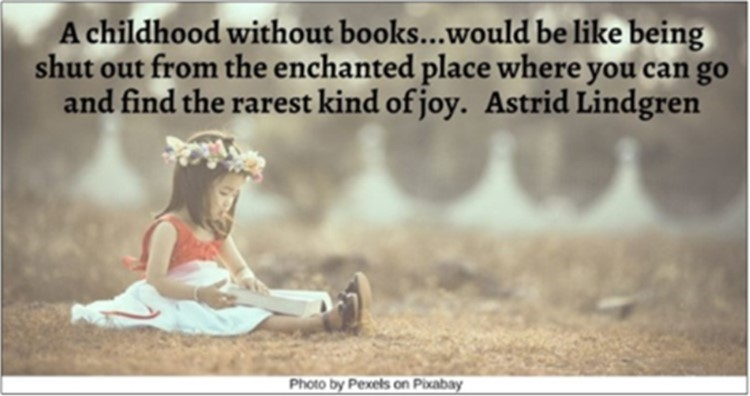 A childhood without books...would be like being
shut out from the enchanted place where you can go
and find the rarest kind of joy.   Astrid Lindgren
Photo by Pexels on Pixabay